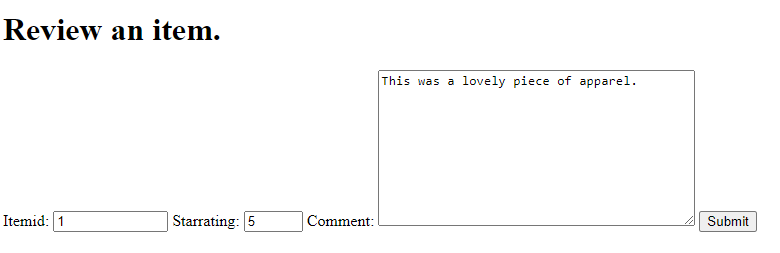 Review an item.
This was a lovely piece of apparel.
Itemid: 1 Starrating: 5 Comment: Submit